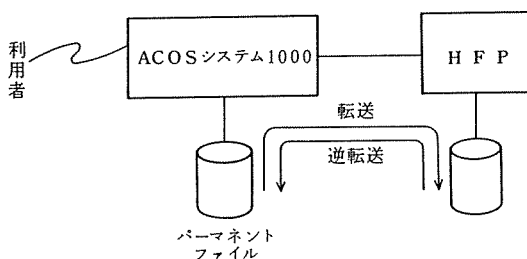 利用者
ACOSシステム1000
HFP
転送
逆転送
パーマネント
ファイル